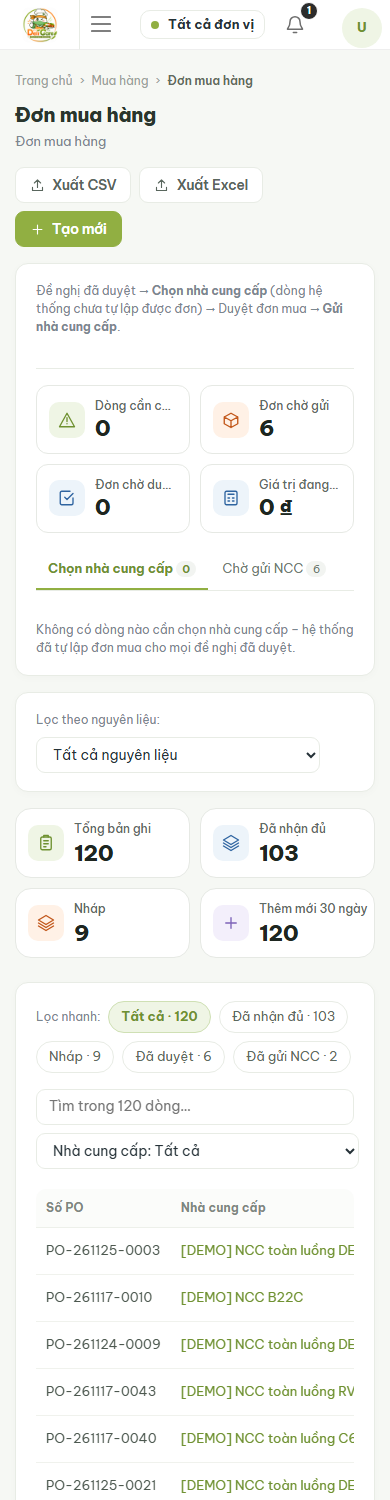 Tất cả đơn vị
1
U
Trang chủ > Mua hàng > Đơn mua hàng
Đơn mua hàng
Đơn mua hàng
Xuất CSV
Xuất Excel
+ Tạo mới
Đề nghị đã duyệt → Chọn nhà cung cấp (dòng hệ
thống chưa tự lập được đơn) → Duyệt đơn mua → Gửi
nhà cung cấp.
Dòng cần c...
0
Đơn chờ gửi
6
Đơn chờ du...
0
Giá trị đang...
0 ₫
Chọn nhà cung cấp 0
Chờ gửi NCC 6
Không có dòng nào cần chọn nhà cung cấp – hệ thống
đã tự lập đơn mua cho mọi đề nghị đã duyệt.
Lọc theo nguyên liệu:
Tất cả nguyên liệu
Tổng bản ghi
120
Đã nhận đủ
103
Nháp
9
Thêm mới 30 ngày
120
Lọc nhanh: Tất cả · 120 Đã nhận đủ · 103
Nháp · 9 Đã duyệt · 6 Đã gửi NCC · 2
Tìm trong 120 dòng...
Nhà cung cấp: Tất cả
Số PO Nhà cung cấp
PO-261125-0003 [DEMO] NCC toàn luồng DE
PO-261117-0010 [DEMO] NCC B22C
PO-261124-0009 [DEMO] NCC toàn luồng DE
PO-261117-0043 [DEMO] NCC toàn luồng RV
PO-261117-0040 [DEMO] NCC toàn luồng C6
PO-261125-0021 [DEMO] NCC toàn luồng DE